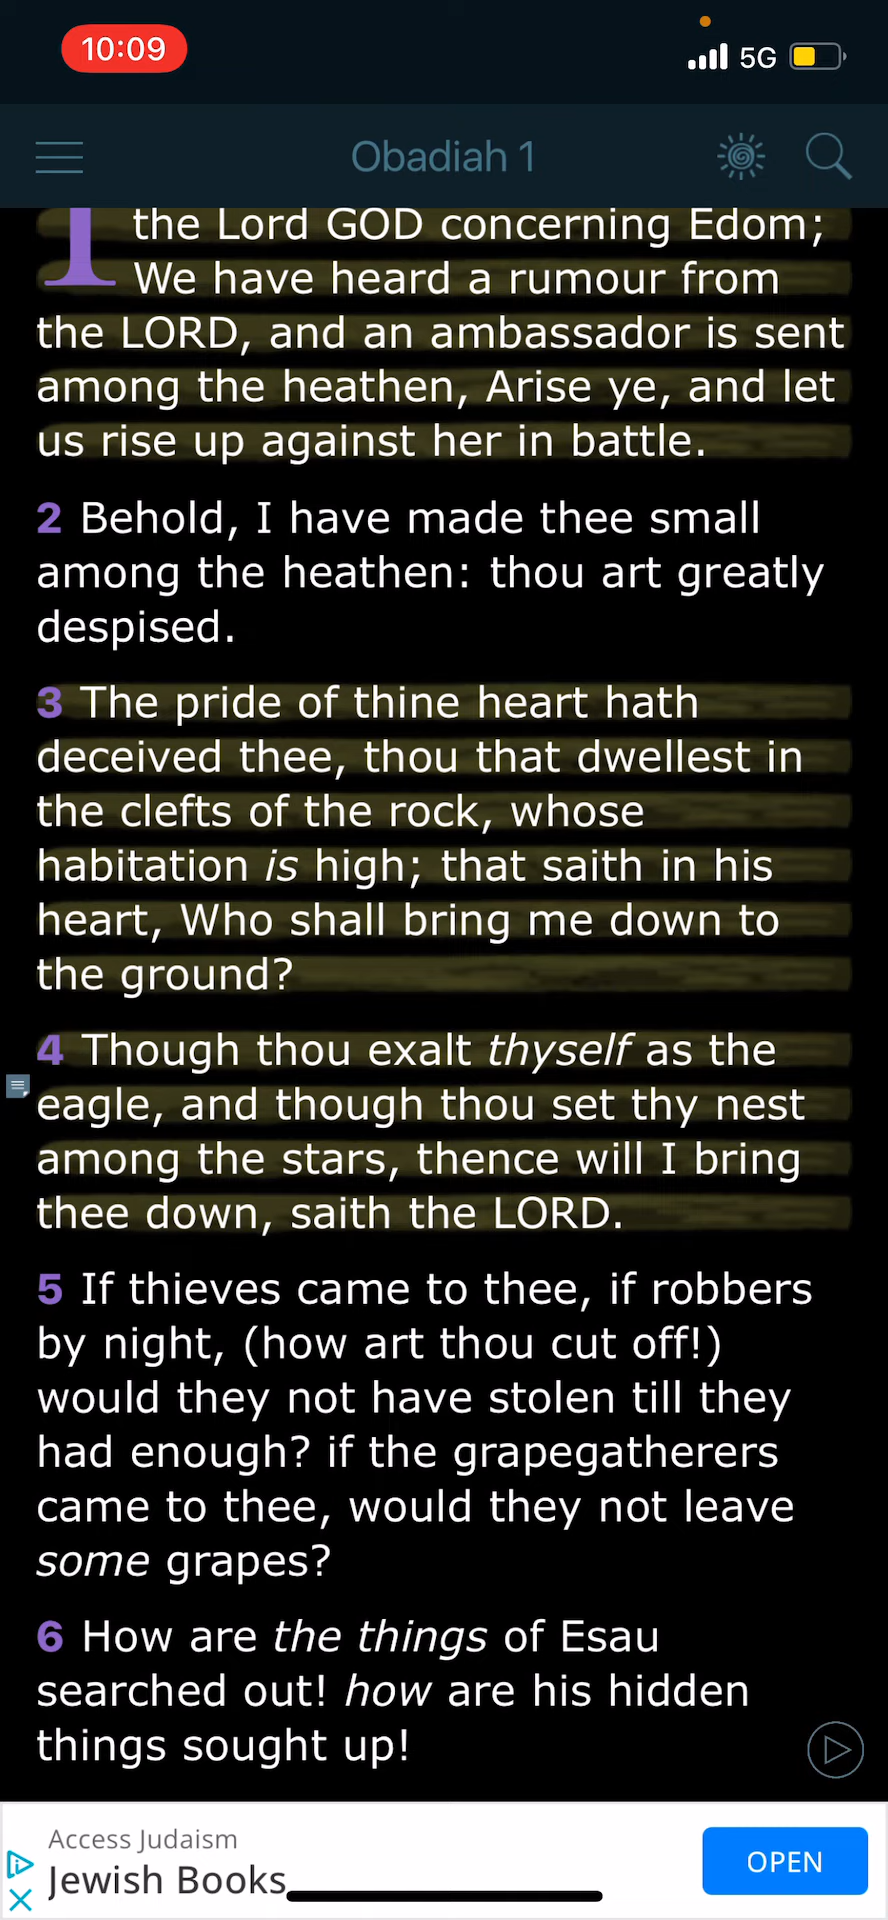 10:09
5G
Obadiah 1
1 the Lord GOD concerning Edom;
We have heard a rumour from
the LORD, and an ambassador is sent
among the heathen, Arise ye, and let
us rise up against her in battle.
2 Behold, I have made thee small
among the heathen: thou art greatly
despised.
3 The pride of thine heart hath
deceived thee, thou that dwellest in
the clefts of the rock, whose
habitation is high; that saith in his
heart, Who shall bring me down to
the ground?
4 Though thou exalt thyself as the
eagle, and though thou set thy nest
among the stars, thence will I bring
thee down, saith the LORD.
5 If thieves came to thee, if robbers
by night, (how art thou cut off!)
would they not have stolen till they
had enough? if the grapegatherers
came to thee, would they not leave
some grapes?
6 How are the things of Esau
searched out! how are his hidden
things sought up!
Access Judaism
Jewish Books
OPEN